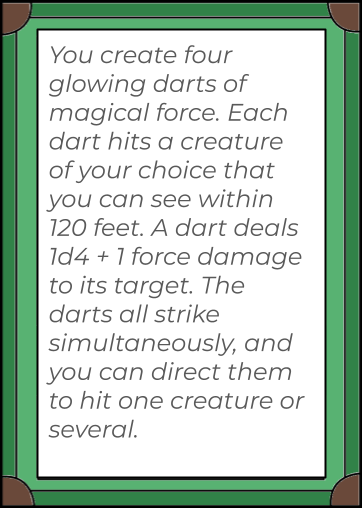 You create four
glowing darts of
magical force. Each
dart hits a creature
of your choice that
you can see within
120 feet. A dart deals
1d4 + 1 force damage
to its target. The
darts all strike
simultaneously, and
you can direct them
to hit one creature or
several.